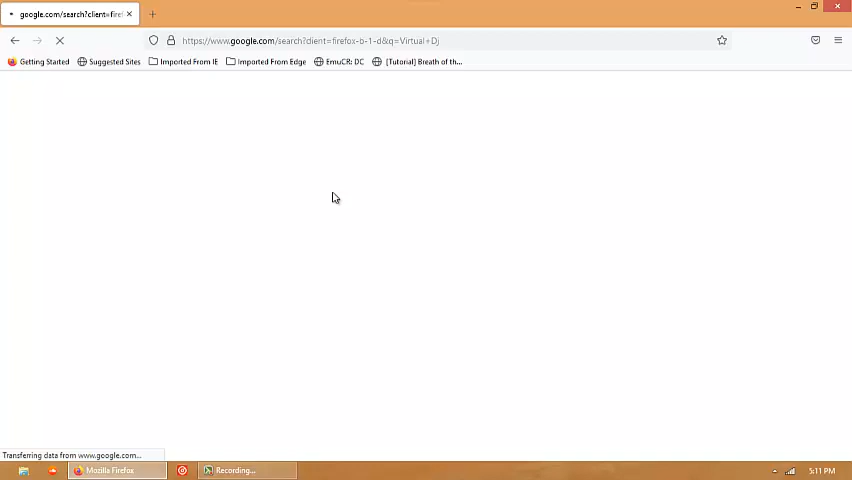 google.com/search?client=firef
https://www.google.com/search?client=firefox-b-1-d&q=Virtual+Dj
Getting Started Suggested Sites Imported From IE Imported From Edge EmuCR: DC [Tutorial] Breath of th...
Transferring data from www.google.com...
Mozilla Firefox Recording... 5:11 PM